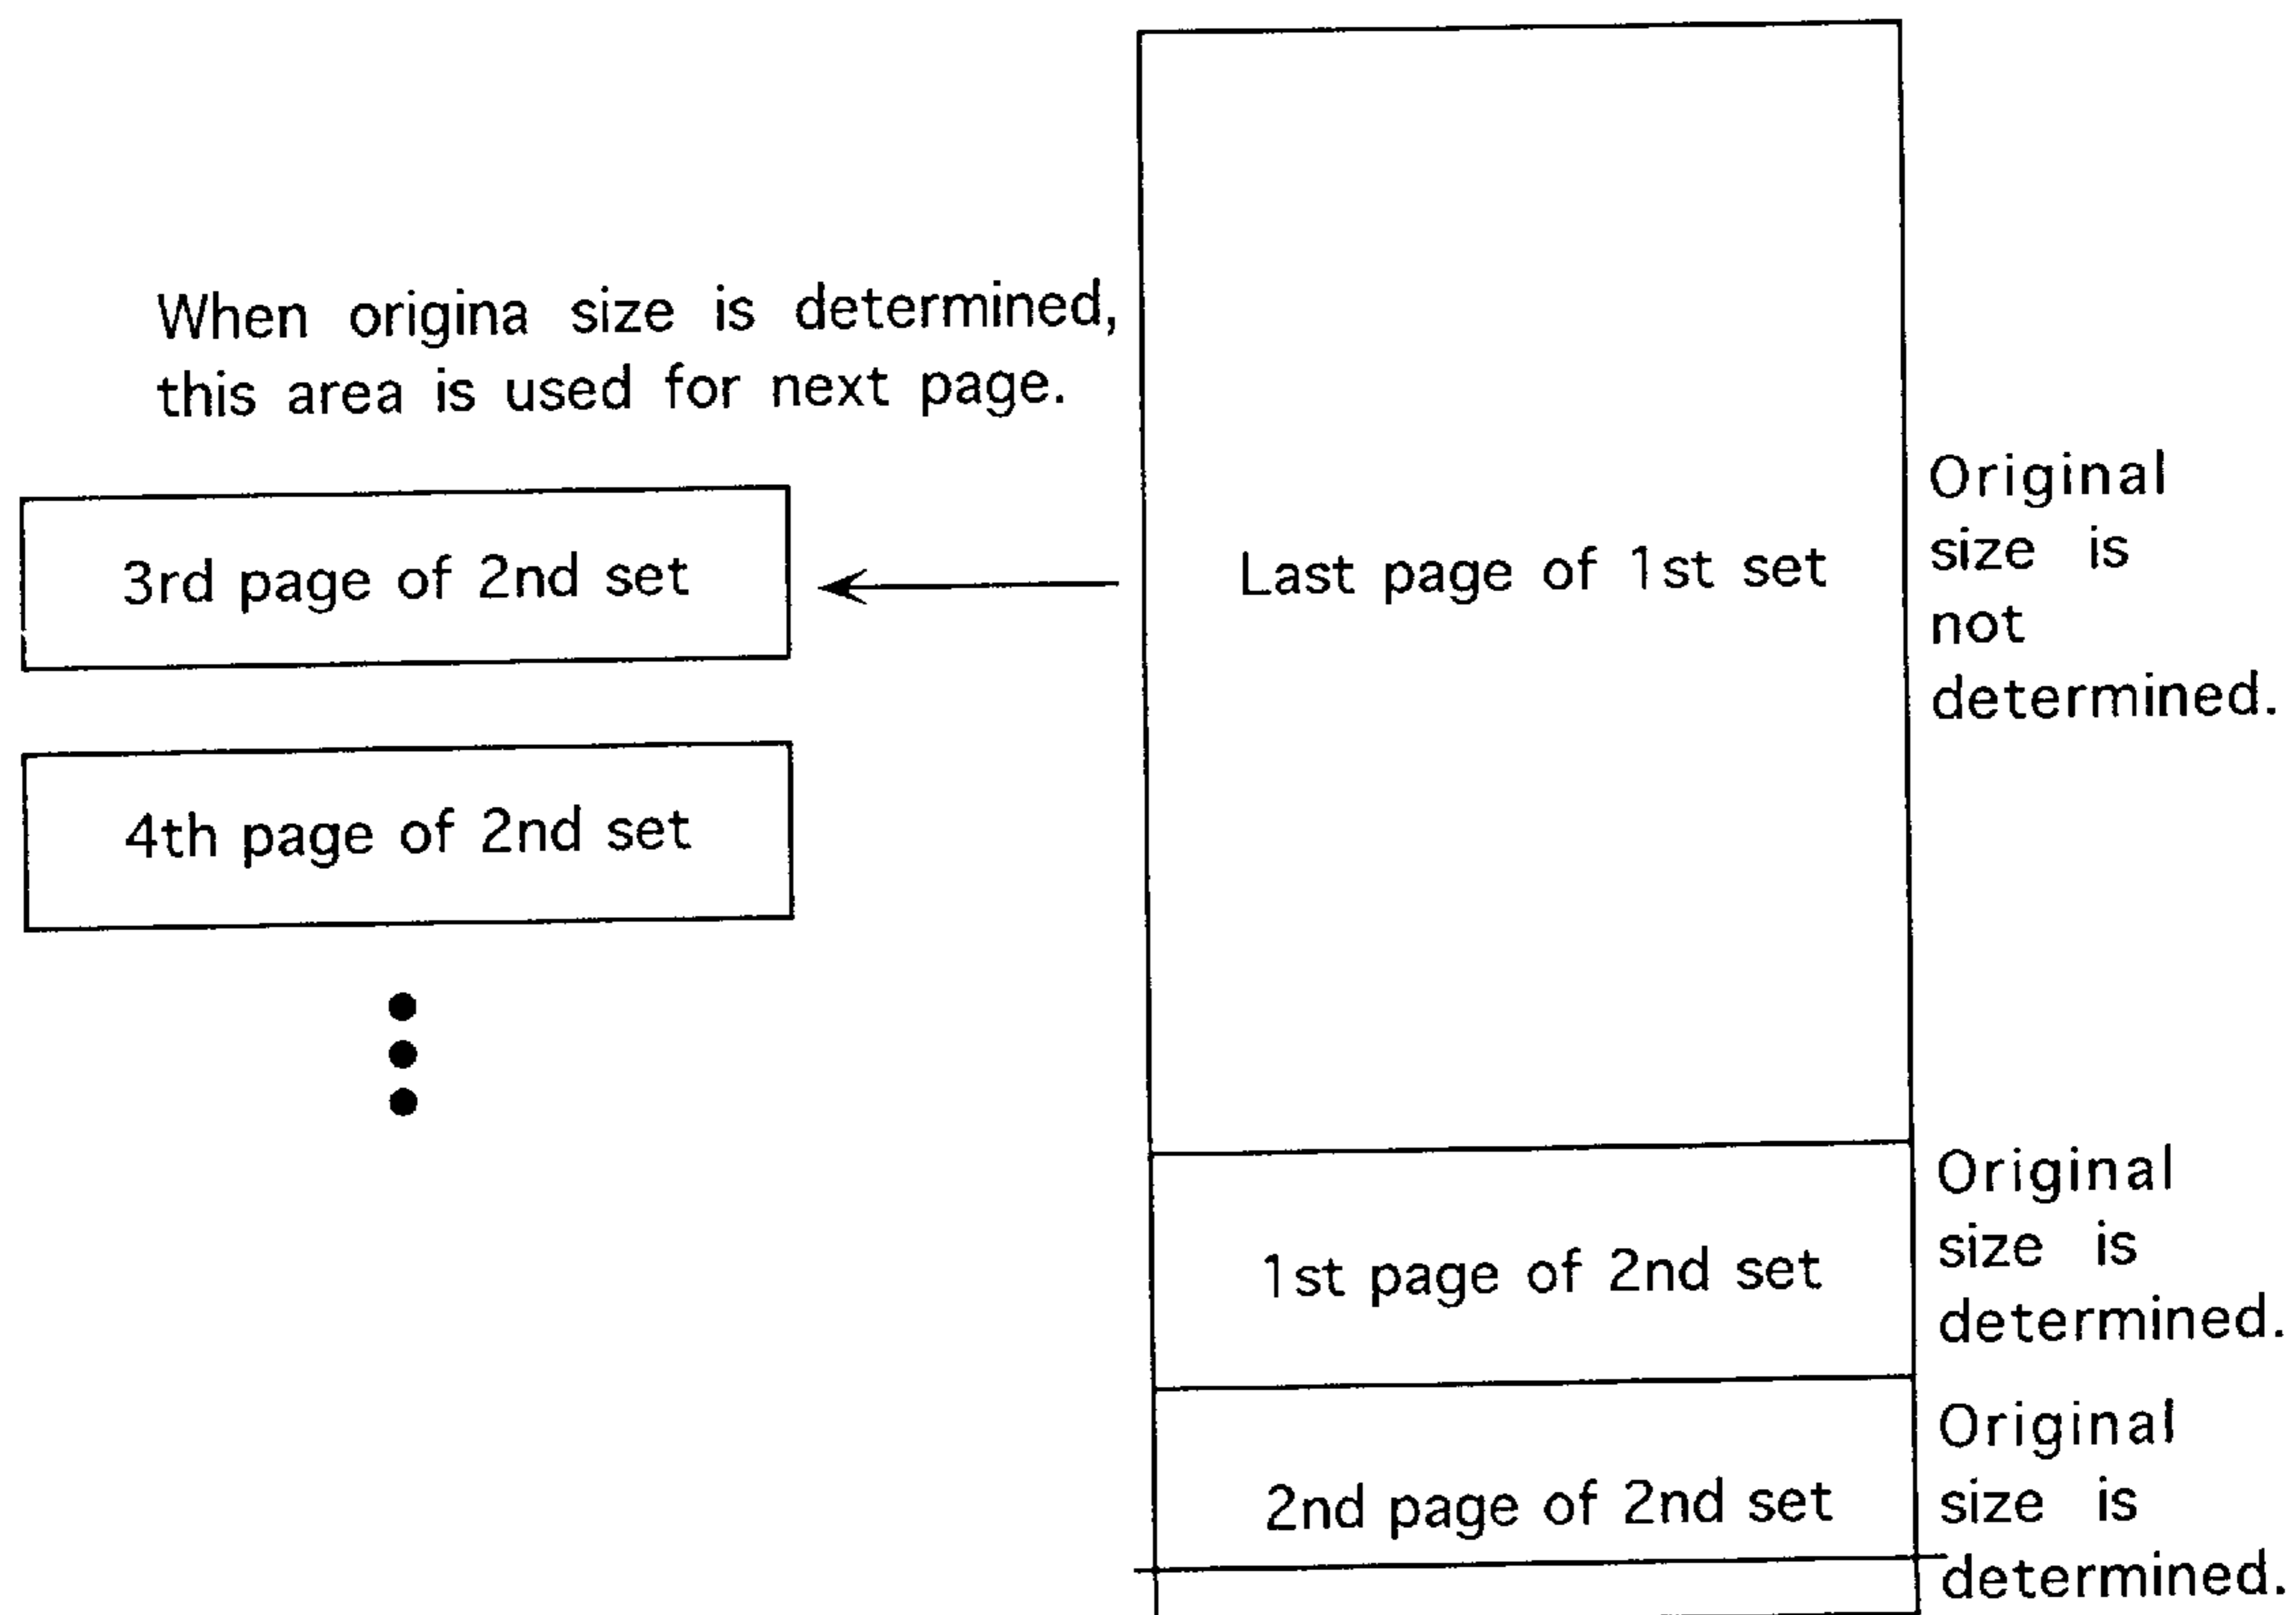 When origina size is determined,
this area is used for next page.
3rd page of 2nd set
4th page of 2nd set
Last page of 1st set
Original
size is
not
determined.
1st page of 2nd set
Original
size is
determined.
2nd page of 2nd set
Original
size is
determined.